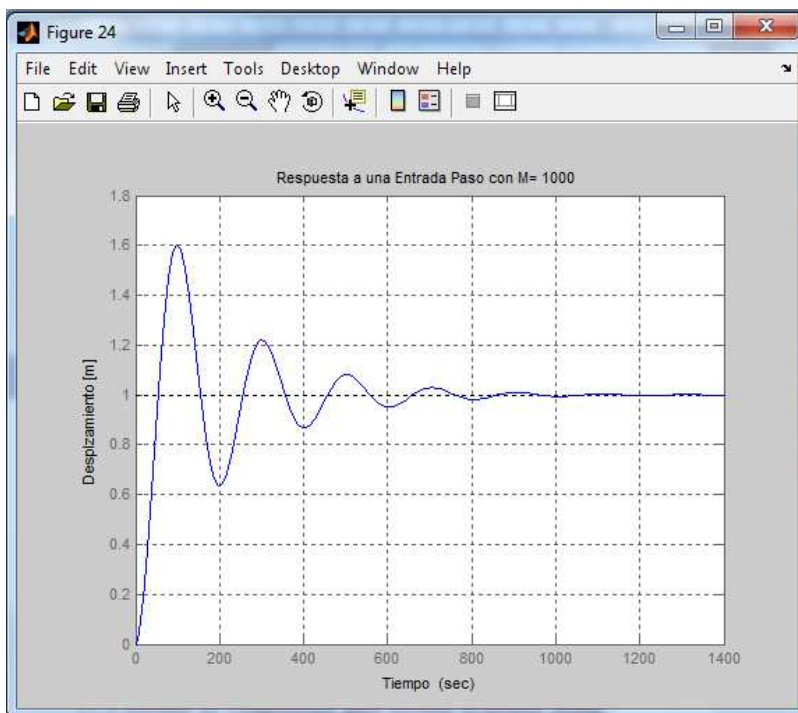 Figure 24
File Edit View Insert Tools Desktop Window Help
Respuesta a una Entrada Paso con M= 1000
1.8
1.6
1.4
1.2
1
0.8
0.6
0.4
0.2
0
Desplzamiento [m]
0 200 400 600 800 1000 1200 1400
Tiempo (sec)